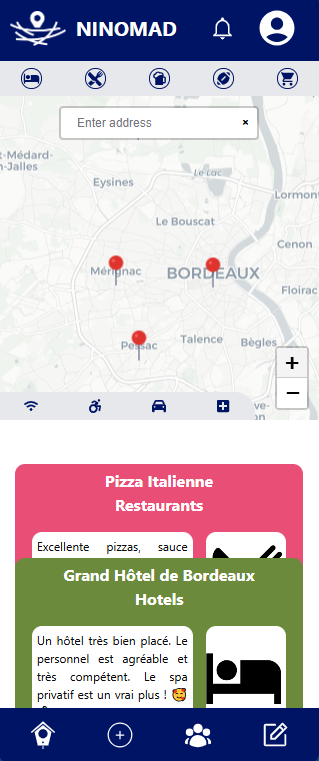 NINOMAD
Enter address
×
St-Médard-
en-Jalles
Eysines
Le Lac
Lormont
Le Bouscat
Cenon
Mérignac
BORDEAUX
Floirac
Pessac
Talence
Bègles
+
−
Pizza Italienne
Restaurants
Excellente pizzas, sauce
Grand Hôtel de Bordeaux
Hotels
Un hôtel très bien placé. Le
personnel est agréable et
très compétent. Le spa
privatif est un vrai plus ! 🥰